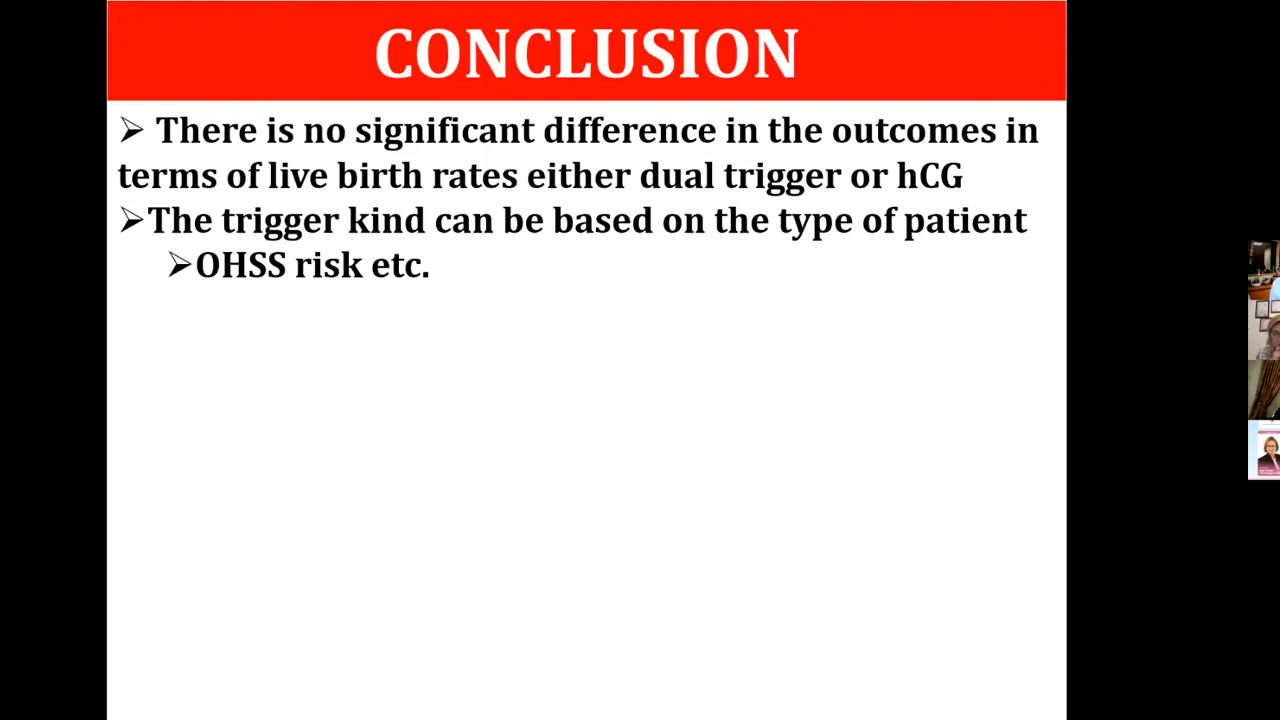 CONCLUSION
➢ There is no significant difference in the outcomes in
terms of live birth rates either dual trigger or hCG
➢The trigger kind can be based on the type of patient
➢OHSS risk etc.